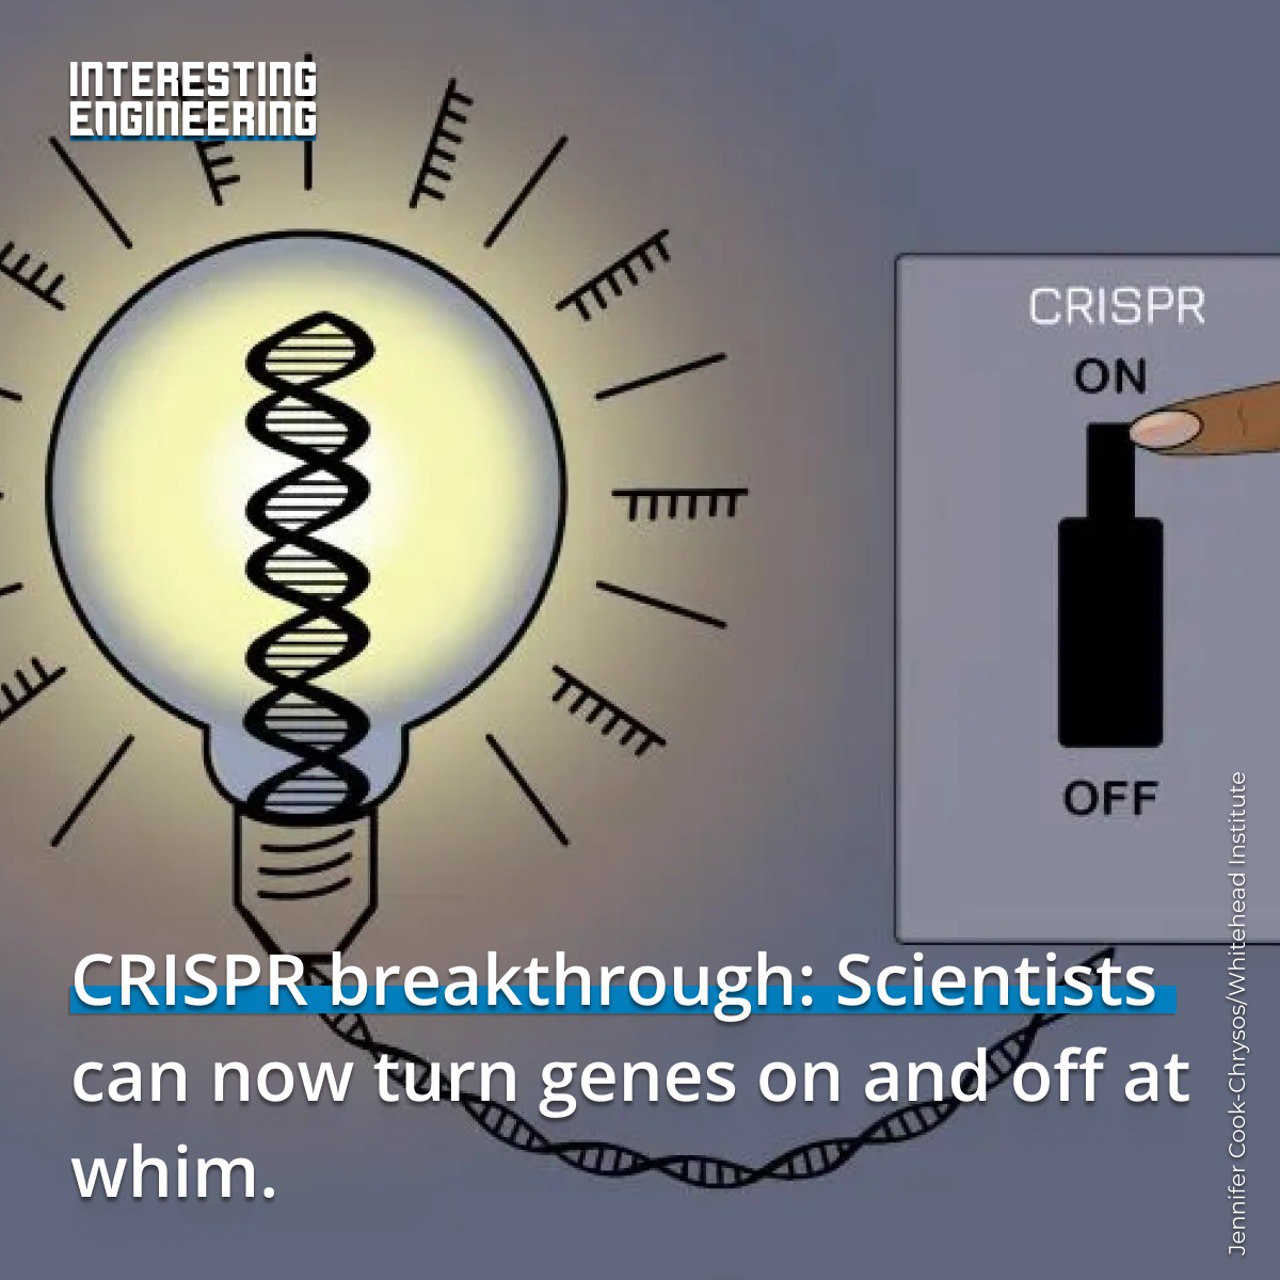 INTERESTING
ENGINEERING
CRISPR
ON
OFF
CRISPR breakthrough: Scientists
can now turn genes on and off at
whim.
Jennifer Cook-Chrysos/Whitehead Institute